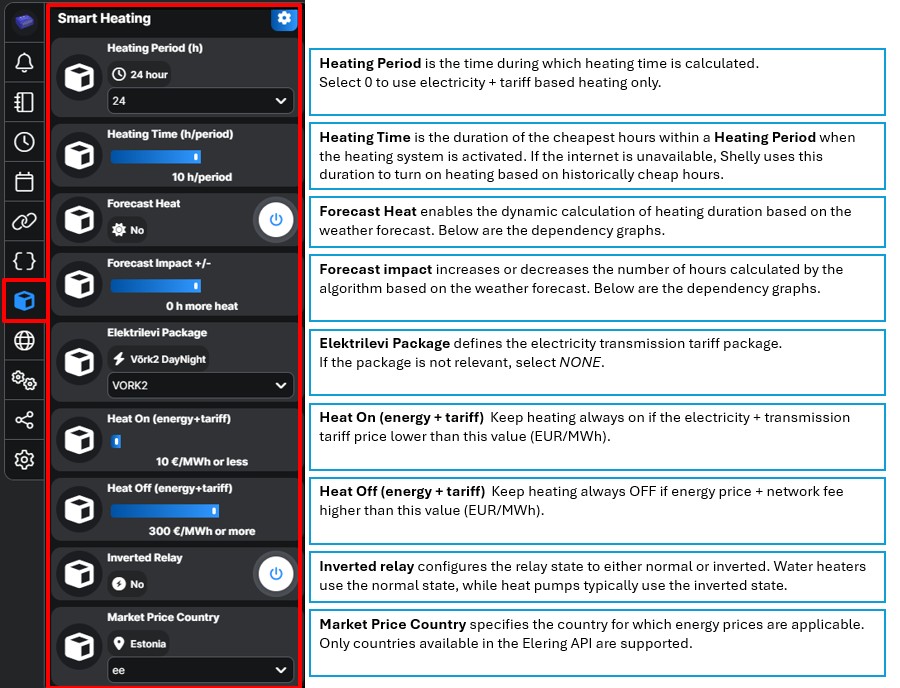 Smart Heating
Heating Period (h)
24 hour
24
Heating Period is the time during which heating time is calculated.
Select 0 to use electricity + tariff based heating only.
Heating Time (h/period)
10 h/period
Heating Time is the duration of the cheapest hours within a Heating Period when
the heating system is activated. If the internet is unavailable, Shelly uses this
duration to turn on heating based on historically cheap hours.
Forecast Heat
No
Forecast Heat enables the dynamic calculation of heating duration based on the
weather forecast. Below are the dependency graphs.
Forecast Impact +/-
0 h more heat
Forecast impact increases or decreases the number of hours calculated by the
algorithm based on the weather forecast. Below are the dependency graphs.
Elektrilevi Package
Võrk2 DayNight
VORK2
Elektrilevi Package defines the electricity transmission tariff package.
If the package is not relevant, select NONE.
Heat On (energy+tariff)
10 €/MWh or less
Heat On (energy + tariff) Keep heating always on if the electricity + transmission
tariff price lower than this value (EUR/MWh).
Heat Off (energy+tariff)
300 €/MWh or more
Heat Off (energy + tariff) Keep heating always OFF if energy price + network fee
higher than this value (EUR/MWh).
Inverted Relay
No
Inverted relay configures the relay state to either normal or inverted. Water heaters
use the normal state, while heat pumps typically use the inverted state.
Market Price Country
Estonia
ee
Market Price Country specifies the country for which energy prices are applicable.
Only countries available in the Elering API are supported.